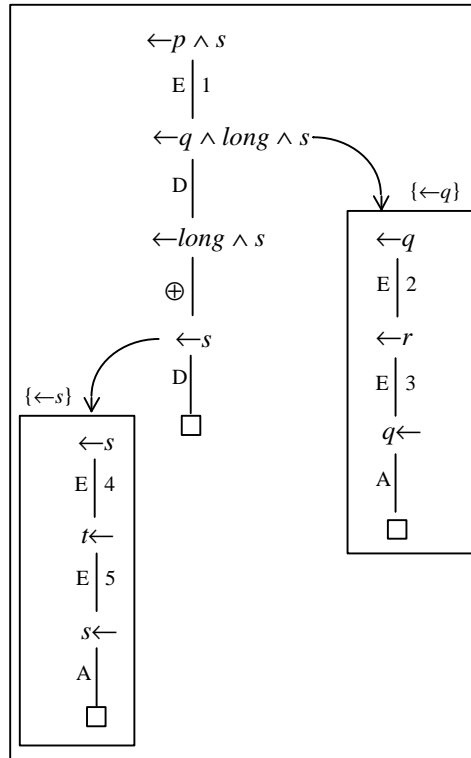 ←p ∧ s
E 1
←q ∧ long ∧ s
D
{←q}
←long ∧ s
←q
E 2
⊕
←r
←s
E 3
D
{←s}
q←
←s
A
E 4
t←
E 5
s←
A